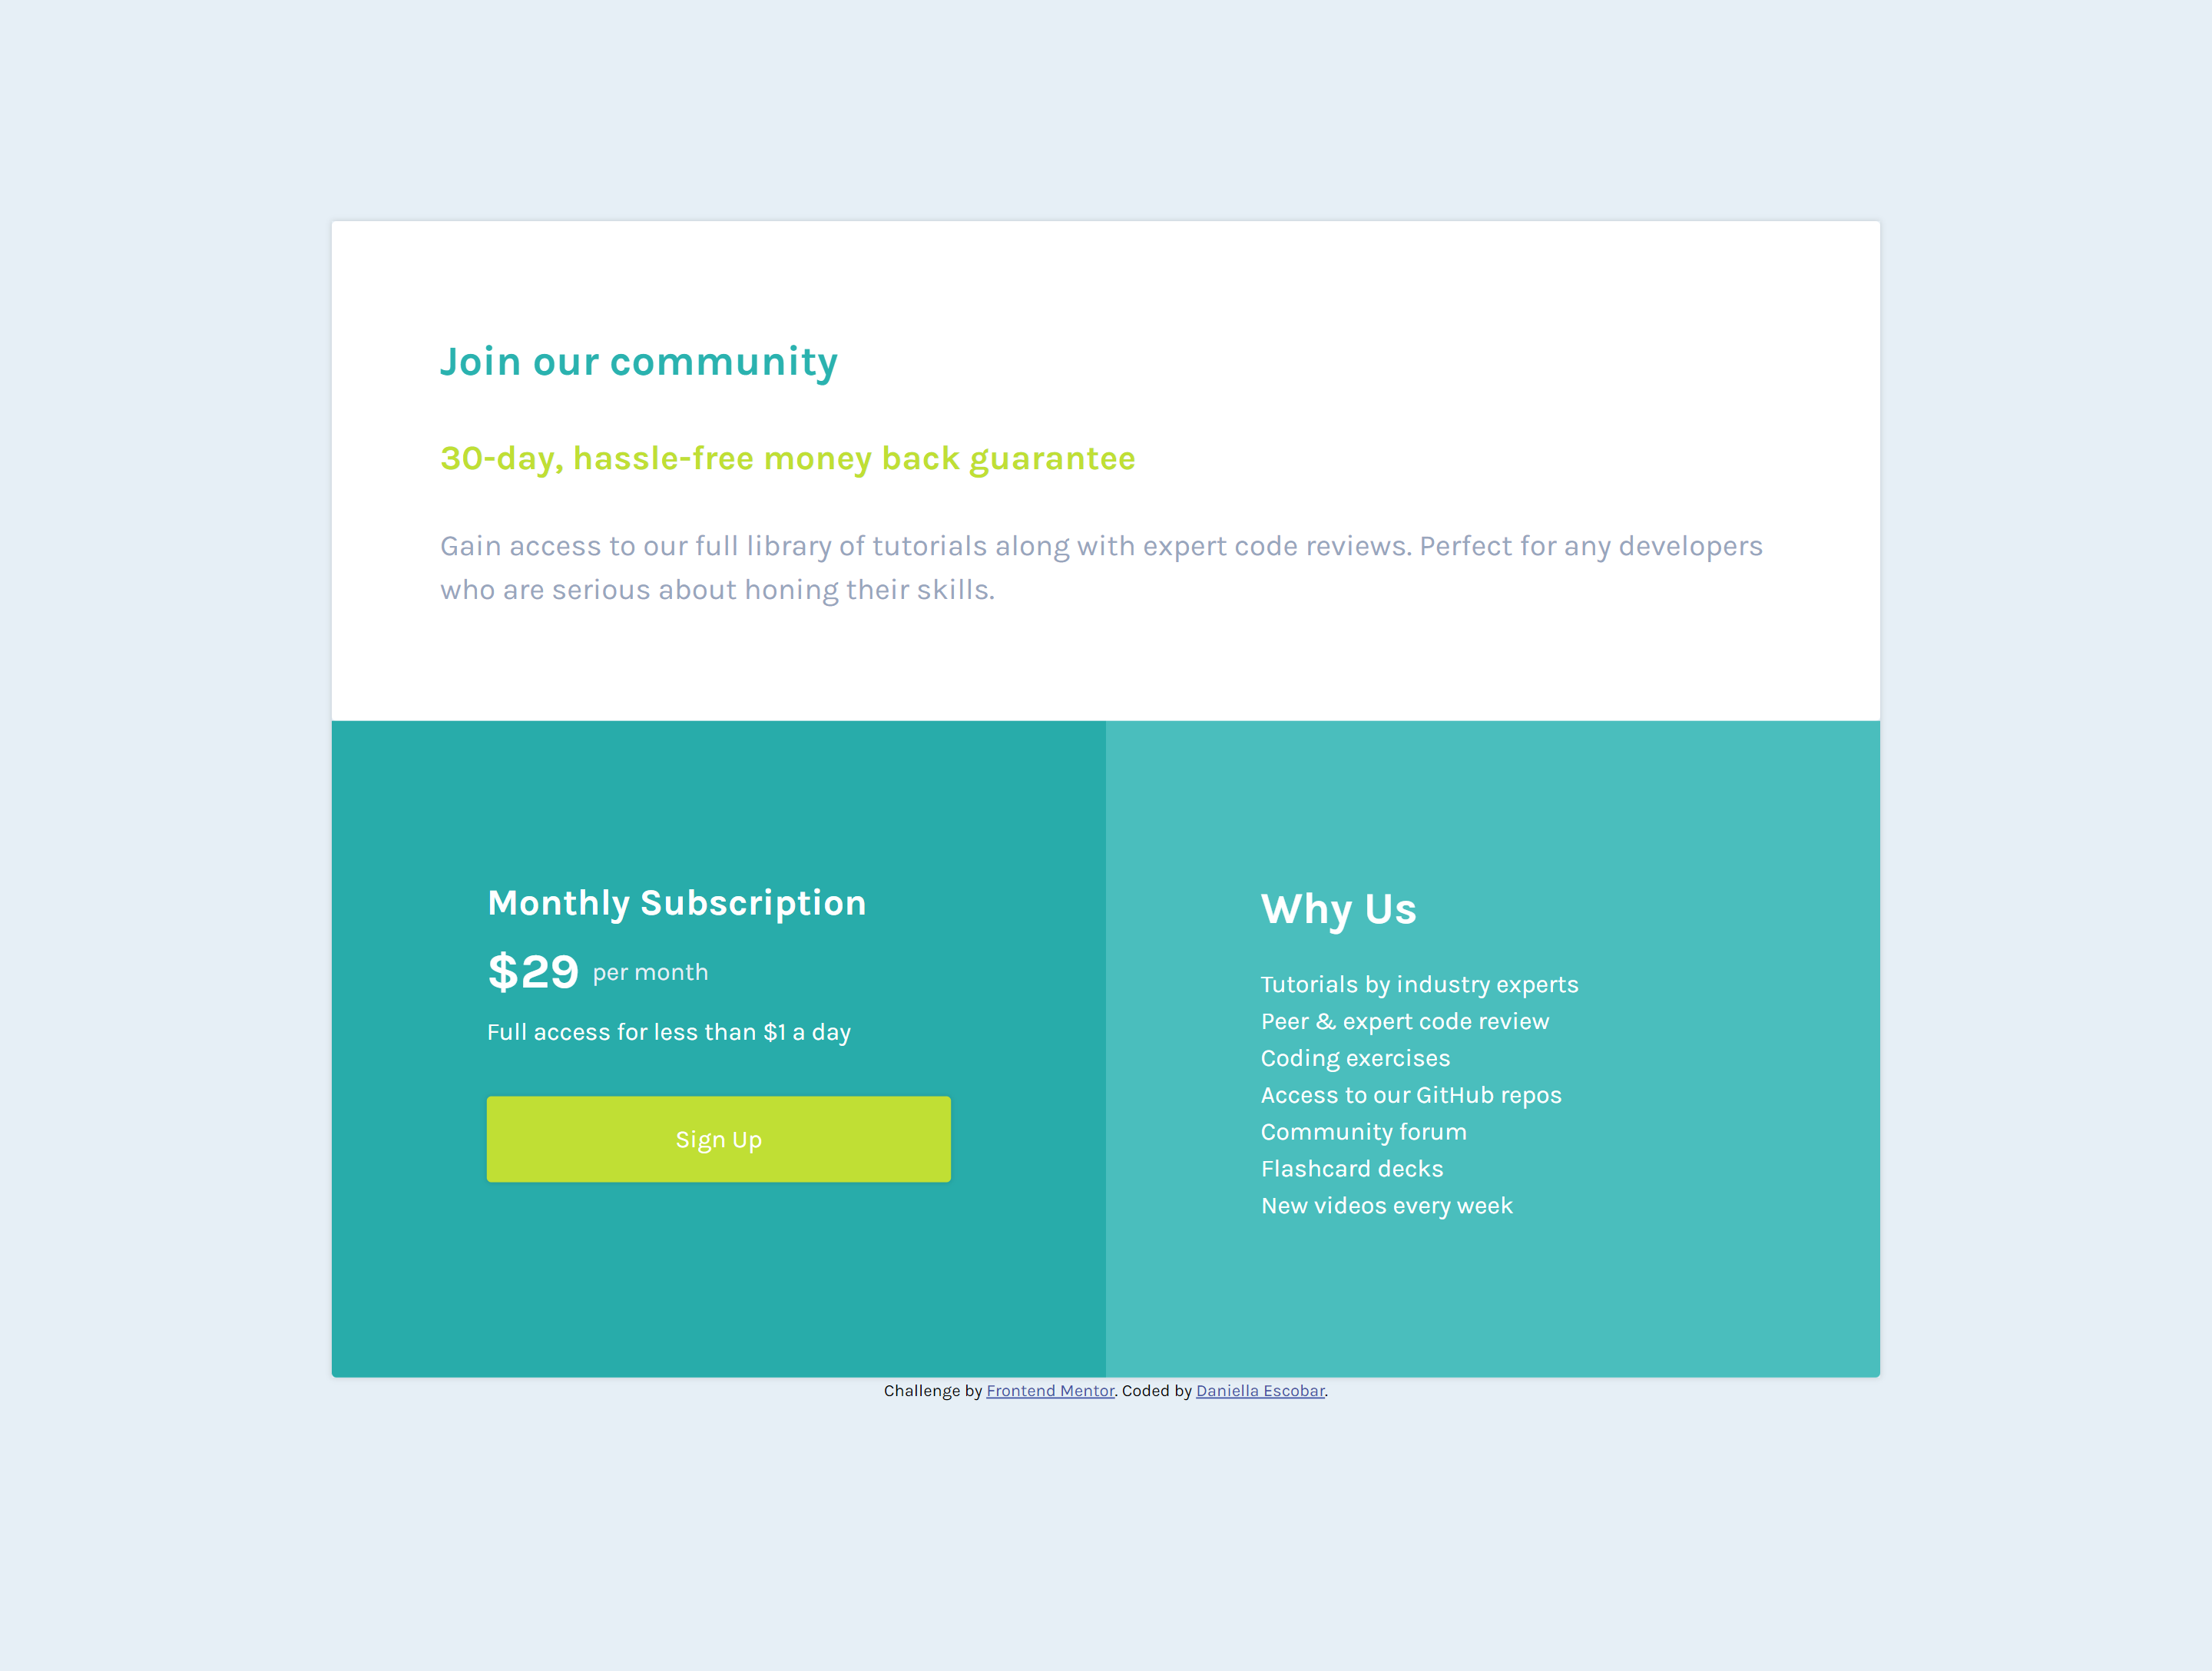 Join our community
30-day, hassle-free money back guarantee
Gain access to our full library of tutorials along with expert code reviews. Perfect for any developers
who are serious about honing their skills.
Monthly Subscription
$29 per month
Full access for less than $1 a day
Sign Up
Why Us
Tutorials by industry experts
Peer & expert code review
Coding exercises
Access to our GitHub repos
Community forum
Flashcard decks
New videos every week
Challenge by Frontend Mentor. Coded by Daniella Escobar.